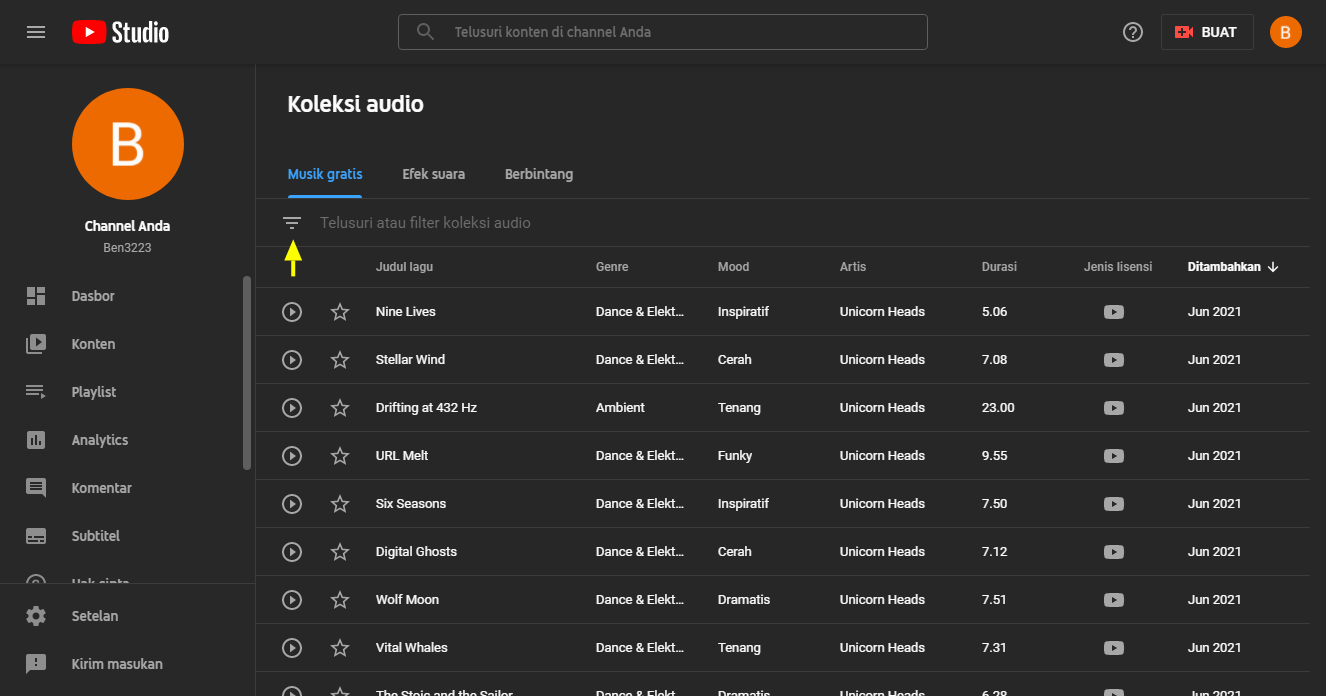 Studio
Telusuri konten di channel Anda
BUAT
B
B
Channel Anda
Ben3223
Dasbor
Konten
Playlist
Analytics
Komentar
Subtitel
Hak cipta
Setelan
Kirim masukan
Koleksi audio
Musik gratis Efek suara Berbintang
Telusuri atau filter koleksi audio
Judul lagu Genre Mood Artis Durasi Jenis lisensi Ditambahkan
Nine Lives Dance & Elekt... Inspiratif Unicorn Heads 5.06 Jun 2021
Stellar Wind Dance & Elekt... Cerah Unicorn Heads 7.08 Jun 2021
Drifting at 432 Hz Ambient Tenang Unicorn Heads 23.00 Jun 2021
URL Melt Dance & Elekt... Funky Unicorn Heads 9.55 Jun 2021
Six Seasons Dance & Elekt... Inspiratif Unicorn Heads 7.50 Jun 2021
Digital Ghosts Dance & Elekt... Cerah Unicorn Heads 7.12 Jun 2021
Wolf Moon Dance & Elekt... Dramatis Unicorn Heads 7.51 Jun 2021
Vital Whales Dance & Elekt... Tenang Unicorn Heads 7.31 Jun 2021
The Stoic and the Sailor Dance & Elekt... Dramatis Unicorn Heads 6.28 Jun 2021